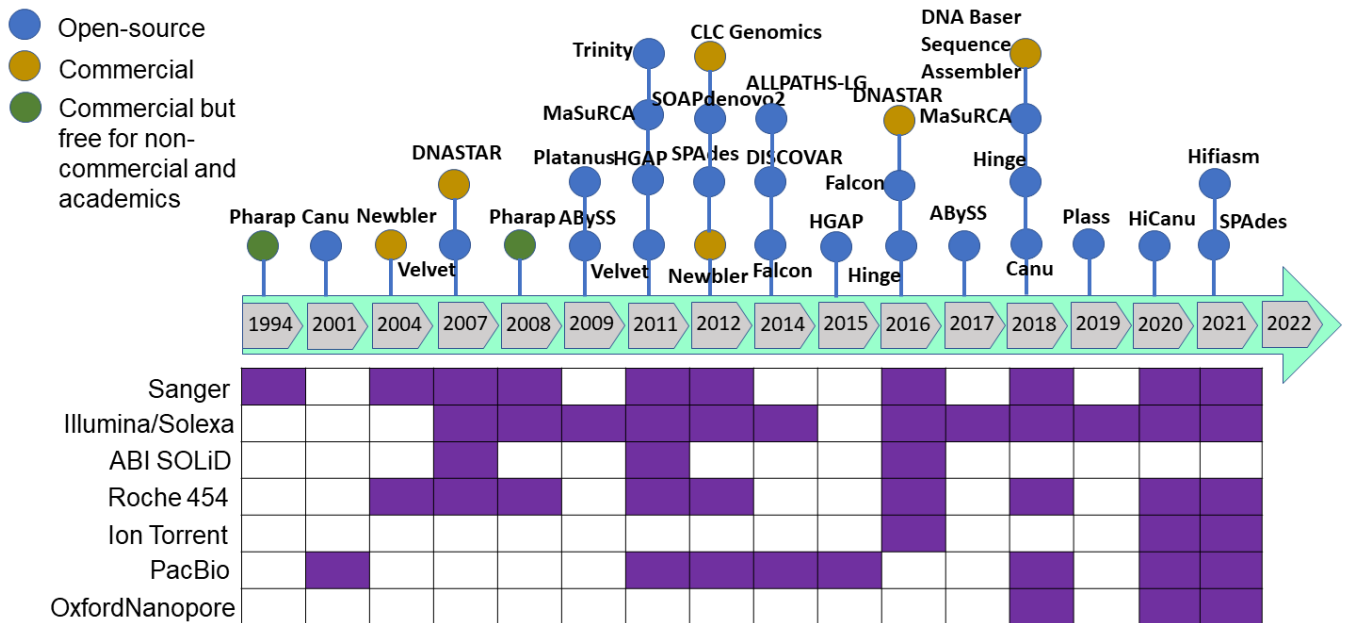 Open-source
Commercial
Commercial but
free for non-
commercial and
academics
Pharap
Canu
Newbler
DNASTAR
Velvet
Pharap
Platanus
ABySS
Trinity
MaSuRCA
HGAP
Velvet
CLC Genomics
SOAPdenovo2
SPAdes
Newbler
ALLPATHS-LG
DISCOVAR
Falcon
HGAP
DNASTAR
Falcon
Hinge
ABySS
DNA Baser
Sequence
Assembler
MaSuRCA
Hinge
Canu
Plass
HiCanu
Hifiasm
SPAdes
1994 2001 2004 2007 2008 2009 2011 2012 2014 2015 2016 2017 2018 2019 2020 2021 2022
Sanger
Illumina/Solexa
ABI SOLiD
Roche 454
Ion Torrent
PacBio
OxfordNanopore